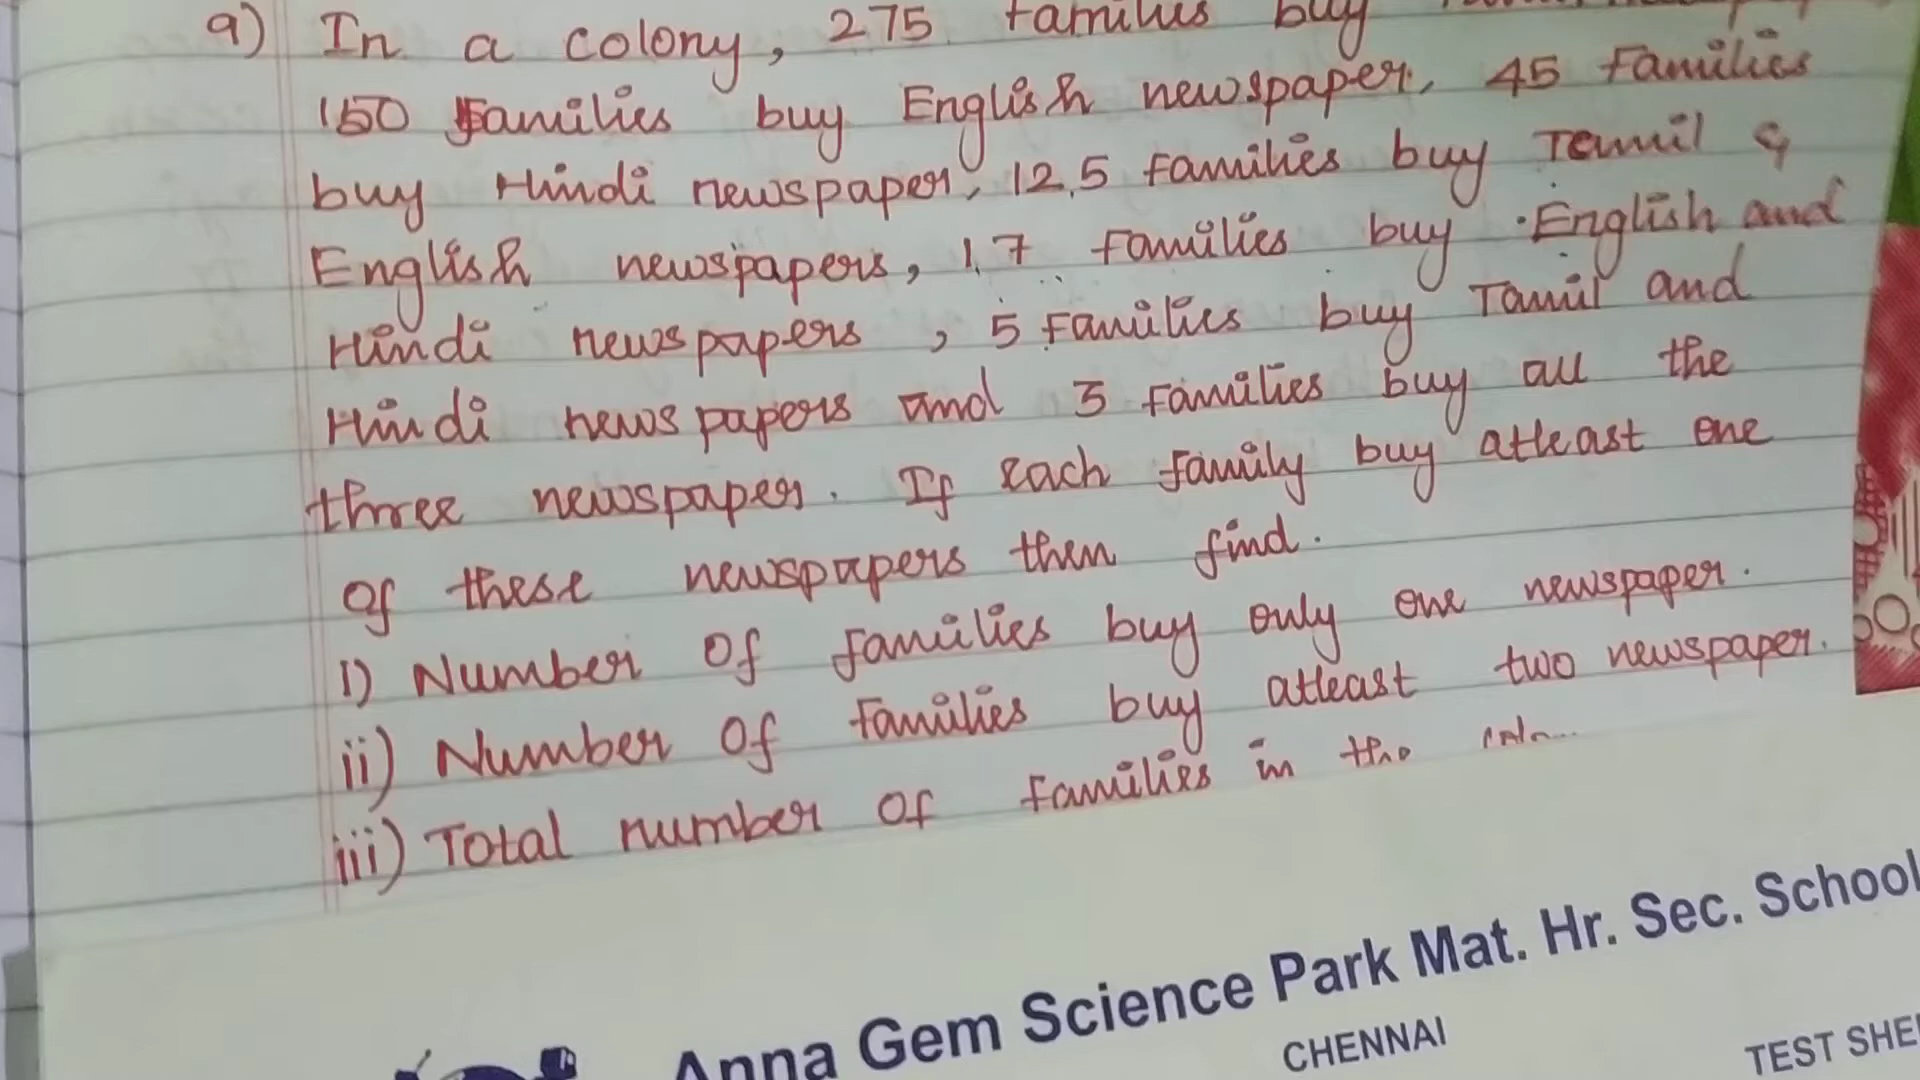 9) In a colony, 275 families buy
150 families buy English newspaper, 45 families
buy Hindi newspaper, 125 families buy Tamil &
English newspapers, 17 families buy English and
Hindi newspapers, 5 families buy Tamil and
Hindi newspapers and 3 families buy all the
three newspaper. If each family buy atleast one
of these newspapers then find.
i) Number of families buy only one newspaper.
ii) Number of families buy atleast two newspaper.
iii) Total number of families in the
Anna Gem Science Park Mat. Hr. Sec. School
CHENNAI
TEST SHE